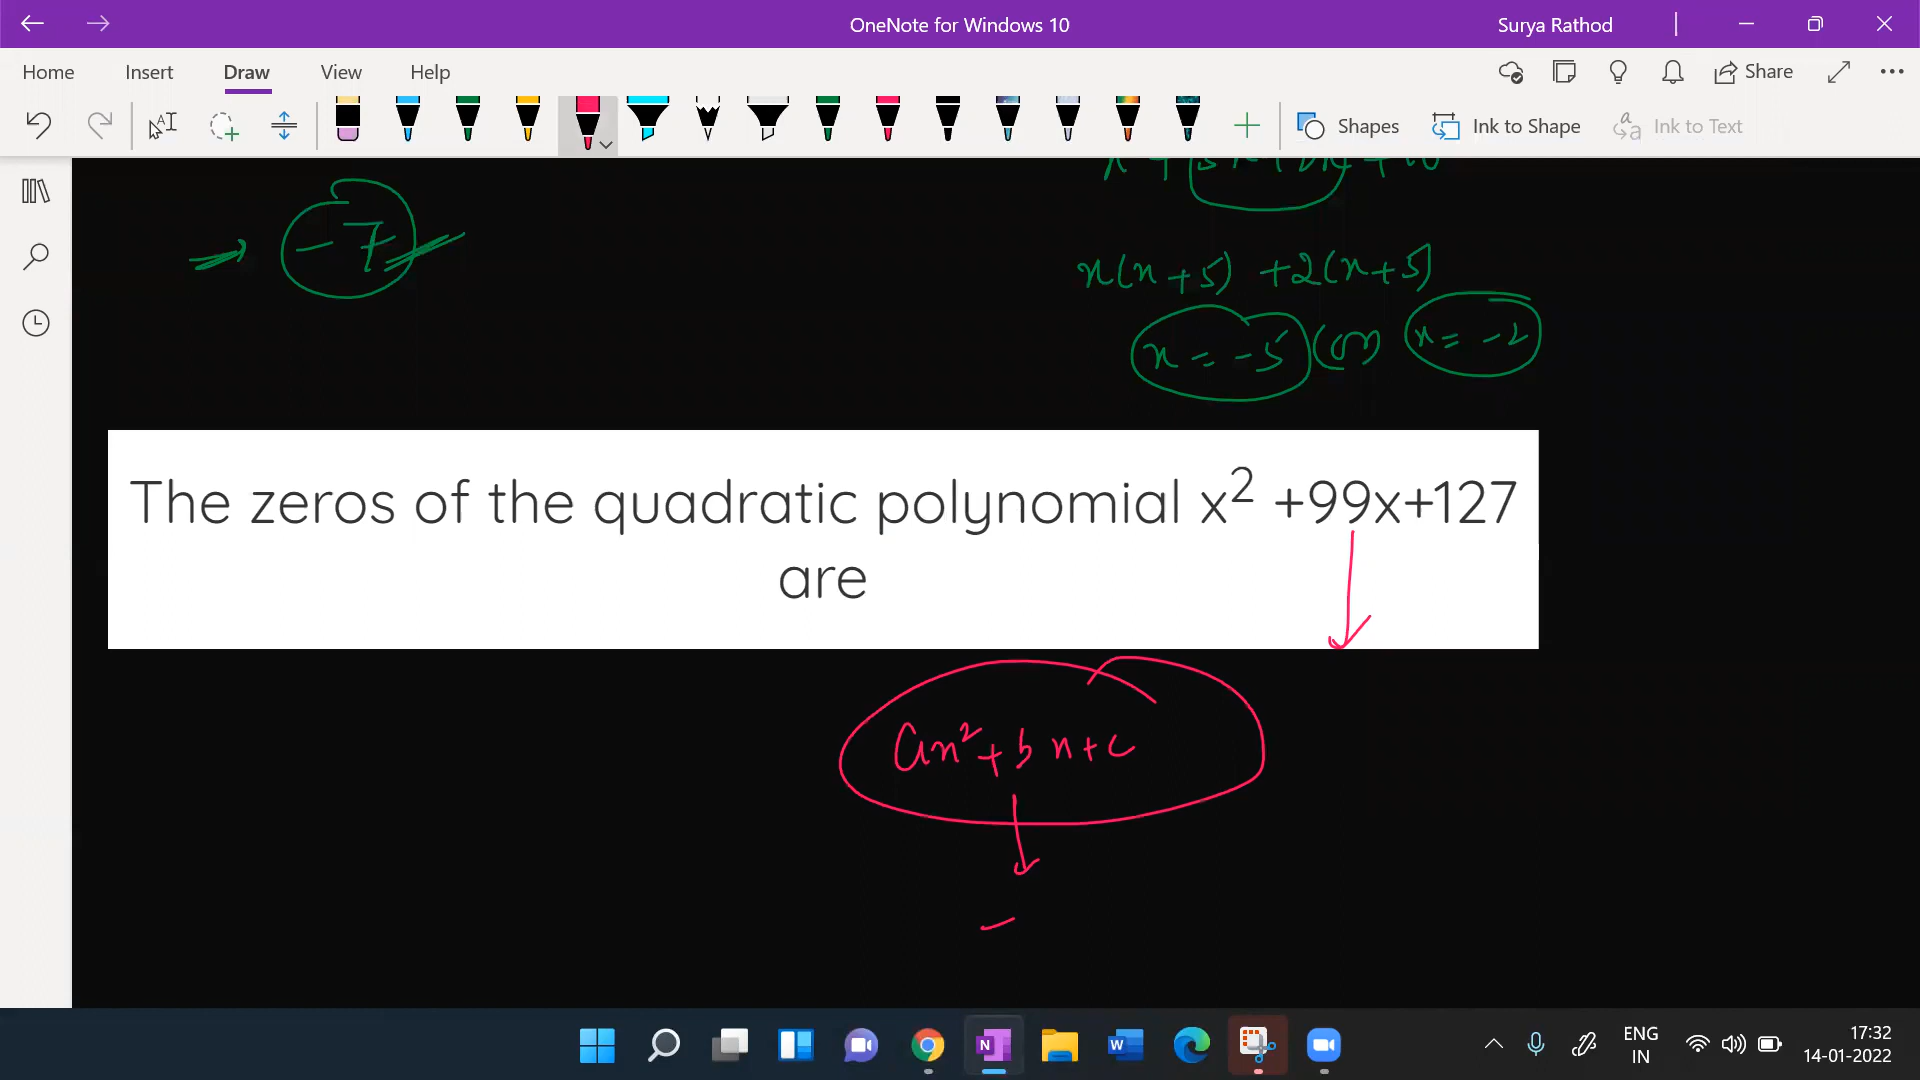 OneNote for Windows 10
Surya Rathod
Home Insert Draw View Help
Share
Shapes Ink to Shape Ink to Text
-7
x(x+5) +2(x+5)
x = -5 (or) x = -2
The zeros of the quadratic polynomial x² +99x+127
are
ax²+bx+c
ENG
IN
17:32
14-01-2022